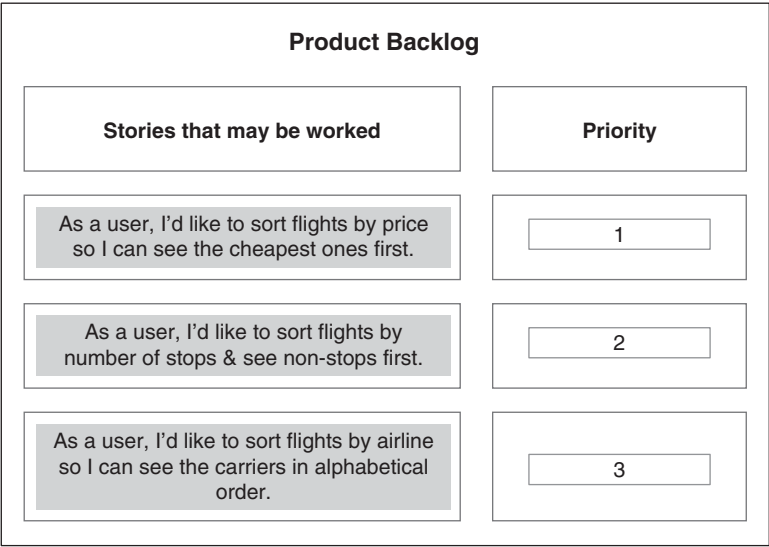 Product Backlog
Stories that may be worked
Priority
As a user, I'd like to sort flights by price
so I can see the cheapest ones first.
1
As a user, I'd like to sort flights by
number of stops & see non-stops first.
2
As a user, I'd like to sort flights by airline
so I can see the carriers in alphabetical
order.
3